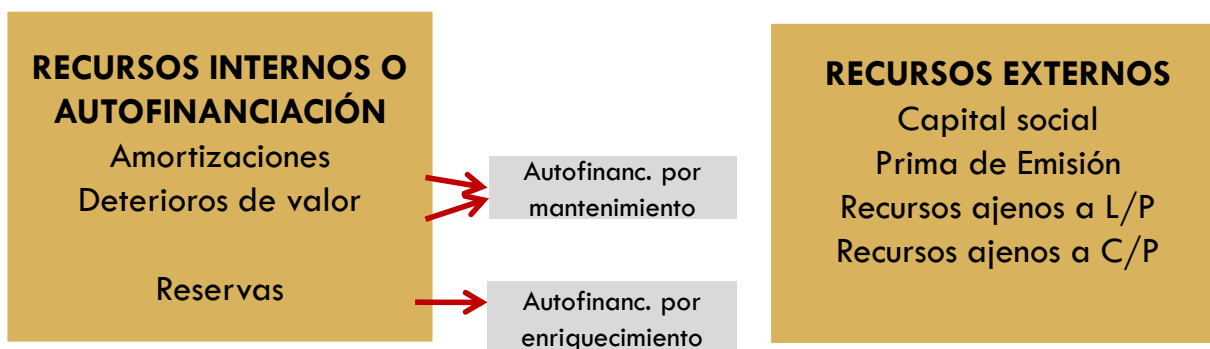 RECURSOS INTERNOS O
AUTOFINANCIACIÓN
Amortizaciones
Deterioros de valor
Reservas
Autofinanc. por
mantenimiento
Autofinanc. por
enriquecimiento
RECURSOS EXTERNOS
Capital social
Prima de Emisión
Recursos ajenos a L/P
Recursos ajenos a C/P